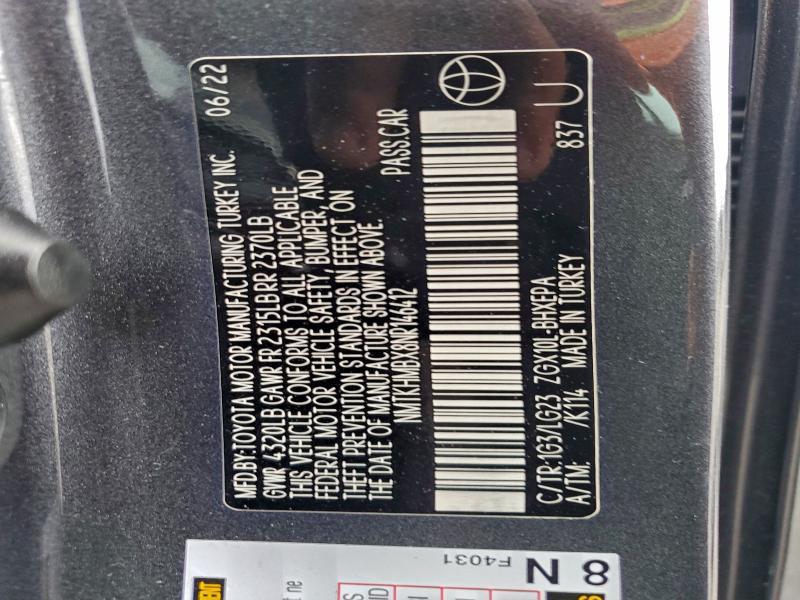 MFD.BY:TOYOTA MOTOR MANUFACTURING TURKEY INC. 06/22
GVWR 4320LB GAWR FR 2315LB RR 2370LB
THIS VEHICLE CONFORMS TO ALL APPLICABLE
FEDERAL MOTOR VEHICLE SAFETY, BUMPER, AND
THEFT PREVENTION STANDARDS IN EFFECT ON
THE DATE OF MANUFACTURE SHOWN ABOVE.
NMTKHMBX8NR146412 PASS.CAR
C/TR:1G3/LG23 ZGX10L-BHXEPA 837 U
A/TM: /K114 MADE IN TURKEY
8 N
F4031